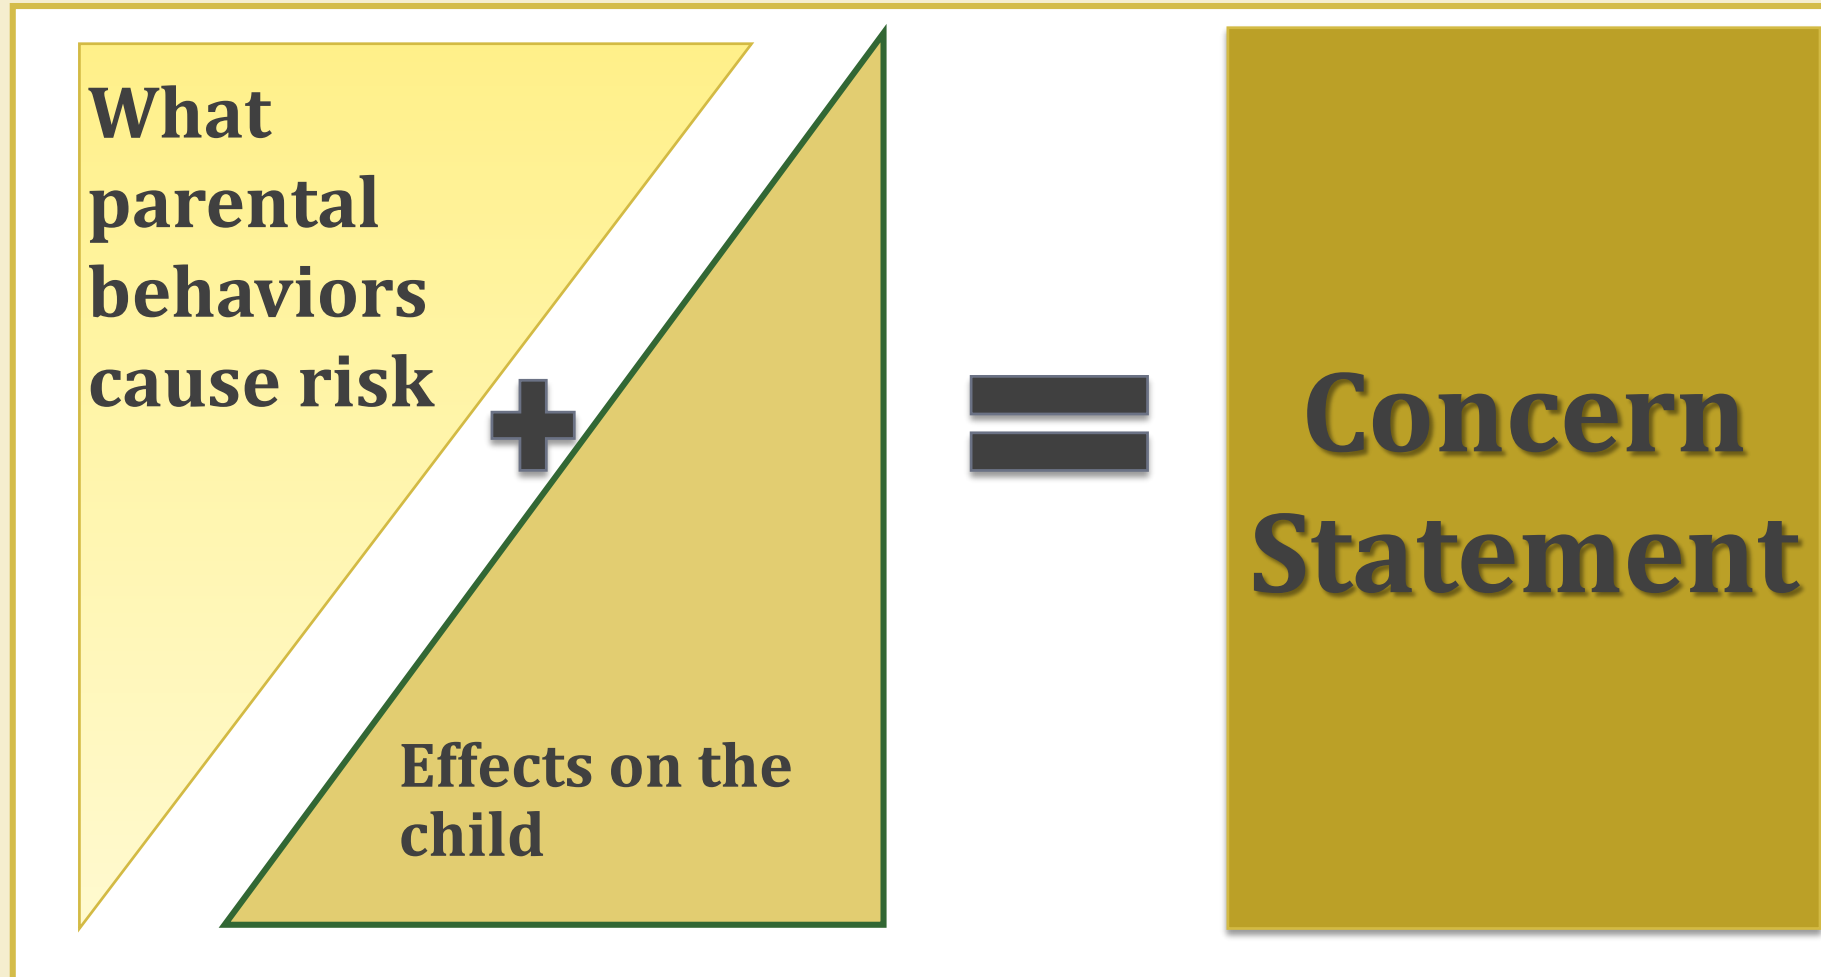 What
parental
behaviors
cause risk
Effects on the
child
Concern
Statement